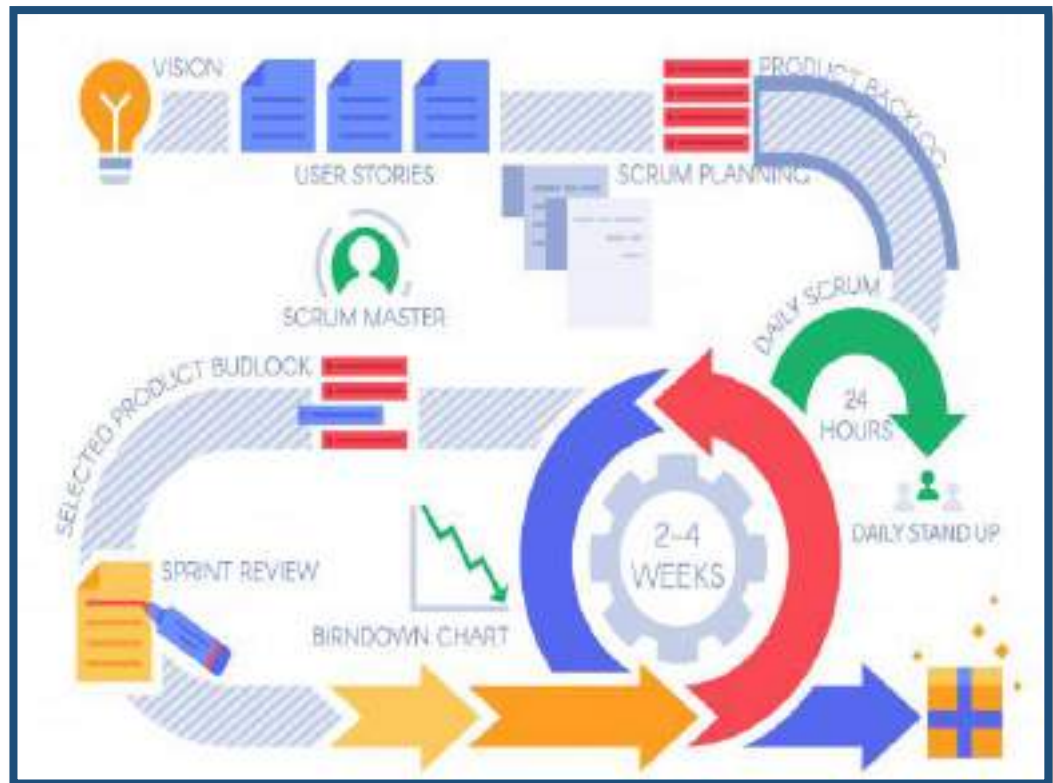 VISION
USER STORIES
SCRUM PLANNING
PRODUCT BACKLOG
SCRUM MASTER
DAILY SCRUM
24
HOURS
DAILY STAND UP
SELECTED PRODUCT BUDLOCK
2-4
WEEKS
SPRINT REVIEW
BIRNDOWN CHART